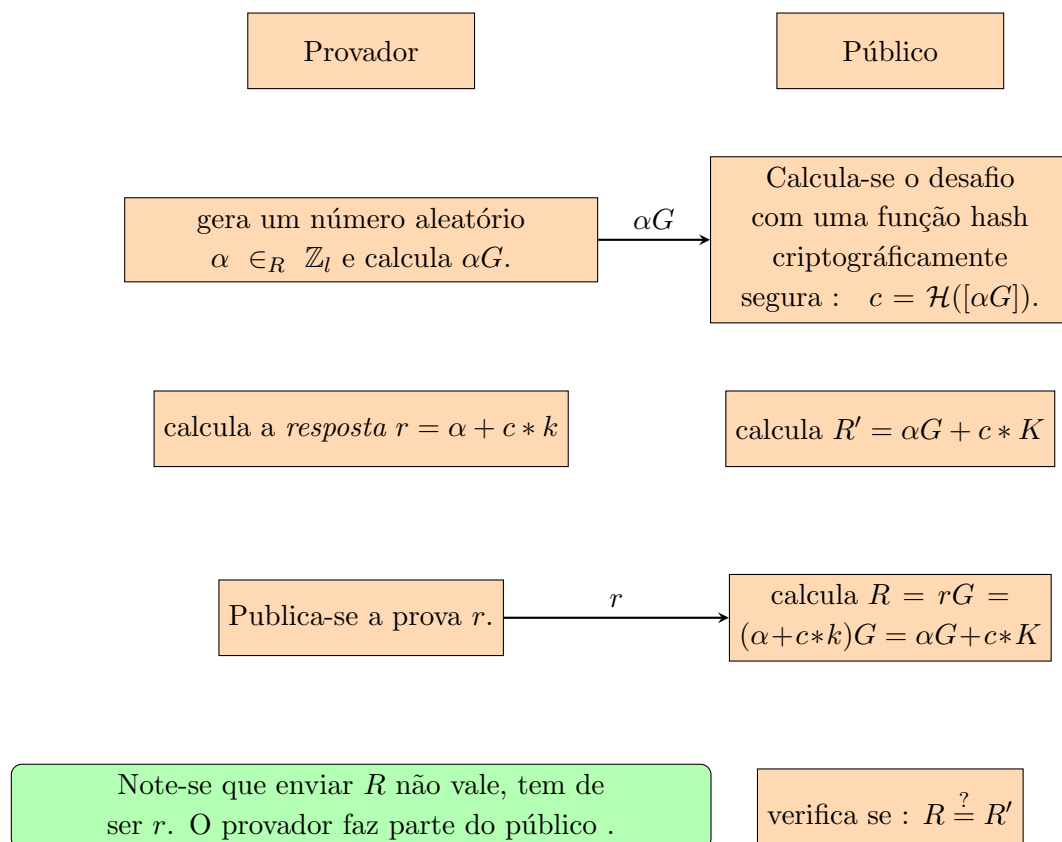 Provador
Público
gera um número aleatório
α ∈_R ℤ_l e calcula αG.
αG
Calcula-se o desafio
com uma função hash
criptográficamente
segura : c = ℋ([αG]).
calcula a resposta r = α + c ∗ k
calcula R′ = αG + c ∗ K
Publica-se a prova r.
r
calcula R = rG =
(α+c∗k)G = αG+c∗K
Note-se que enviar R não vale, tem de
ser r. O provador faz parte do público .
verifica se : R ≟ R′